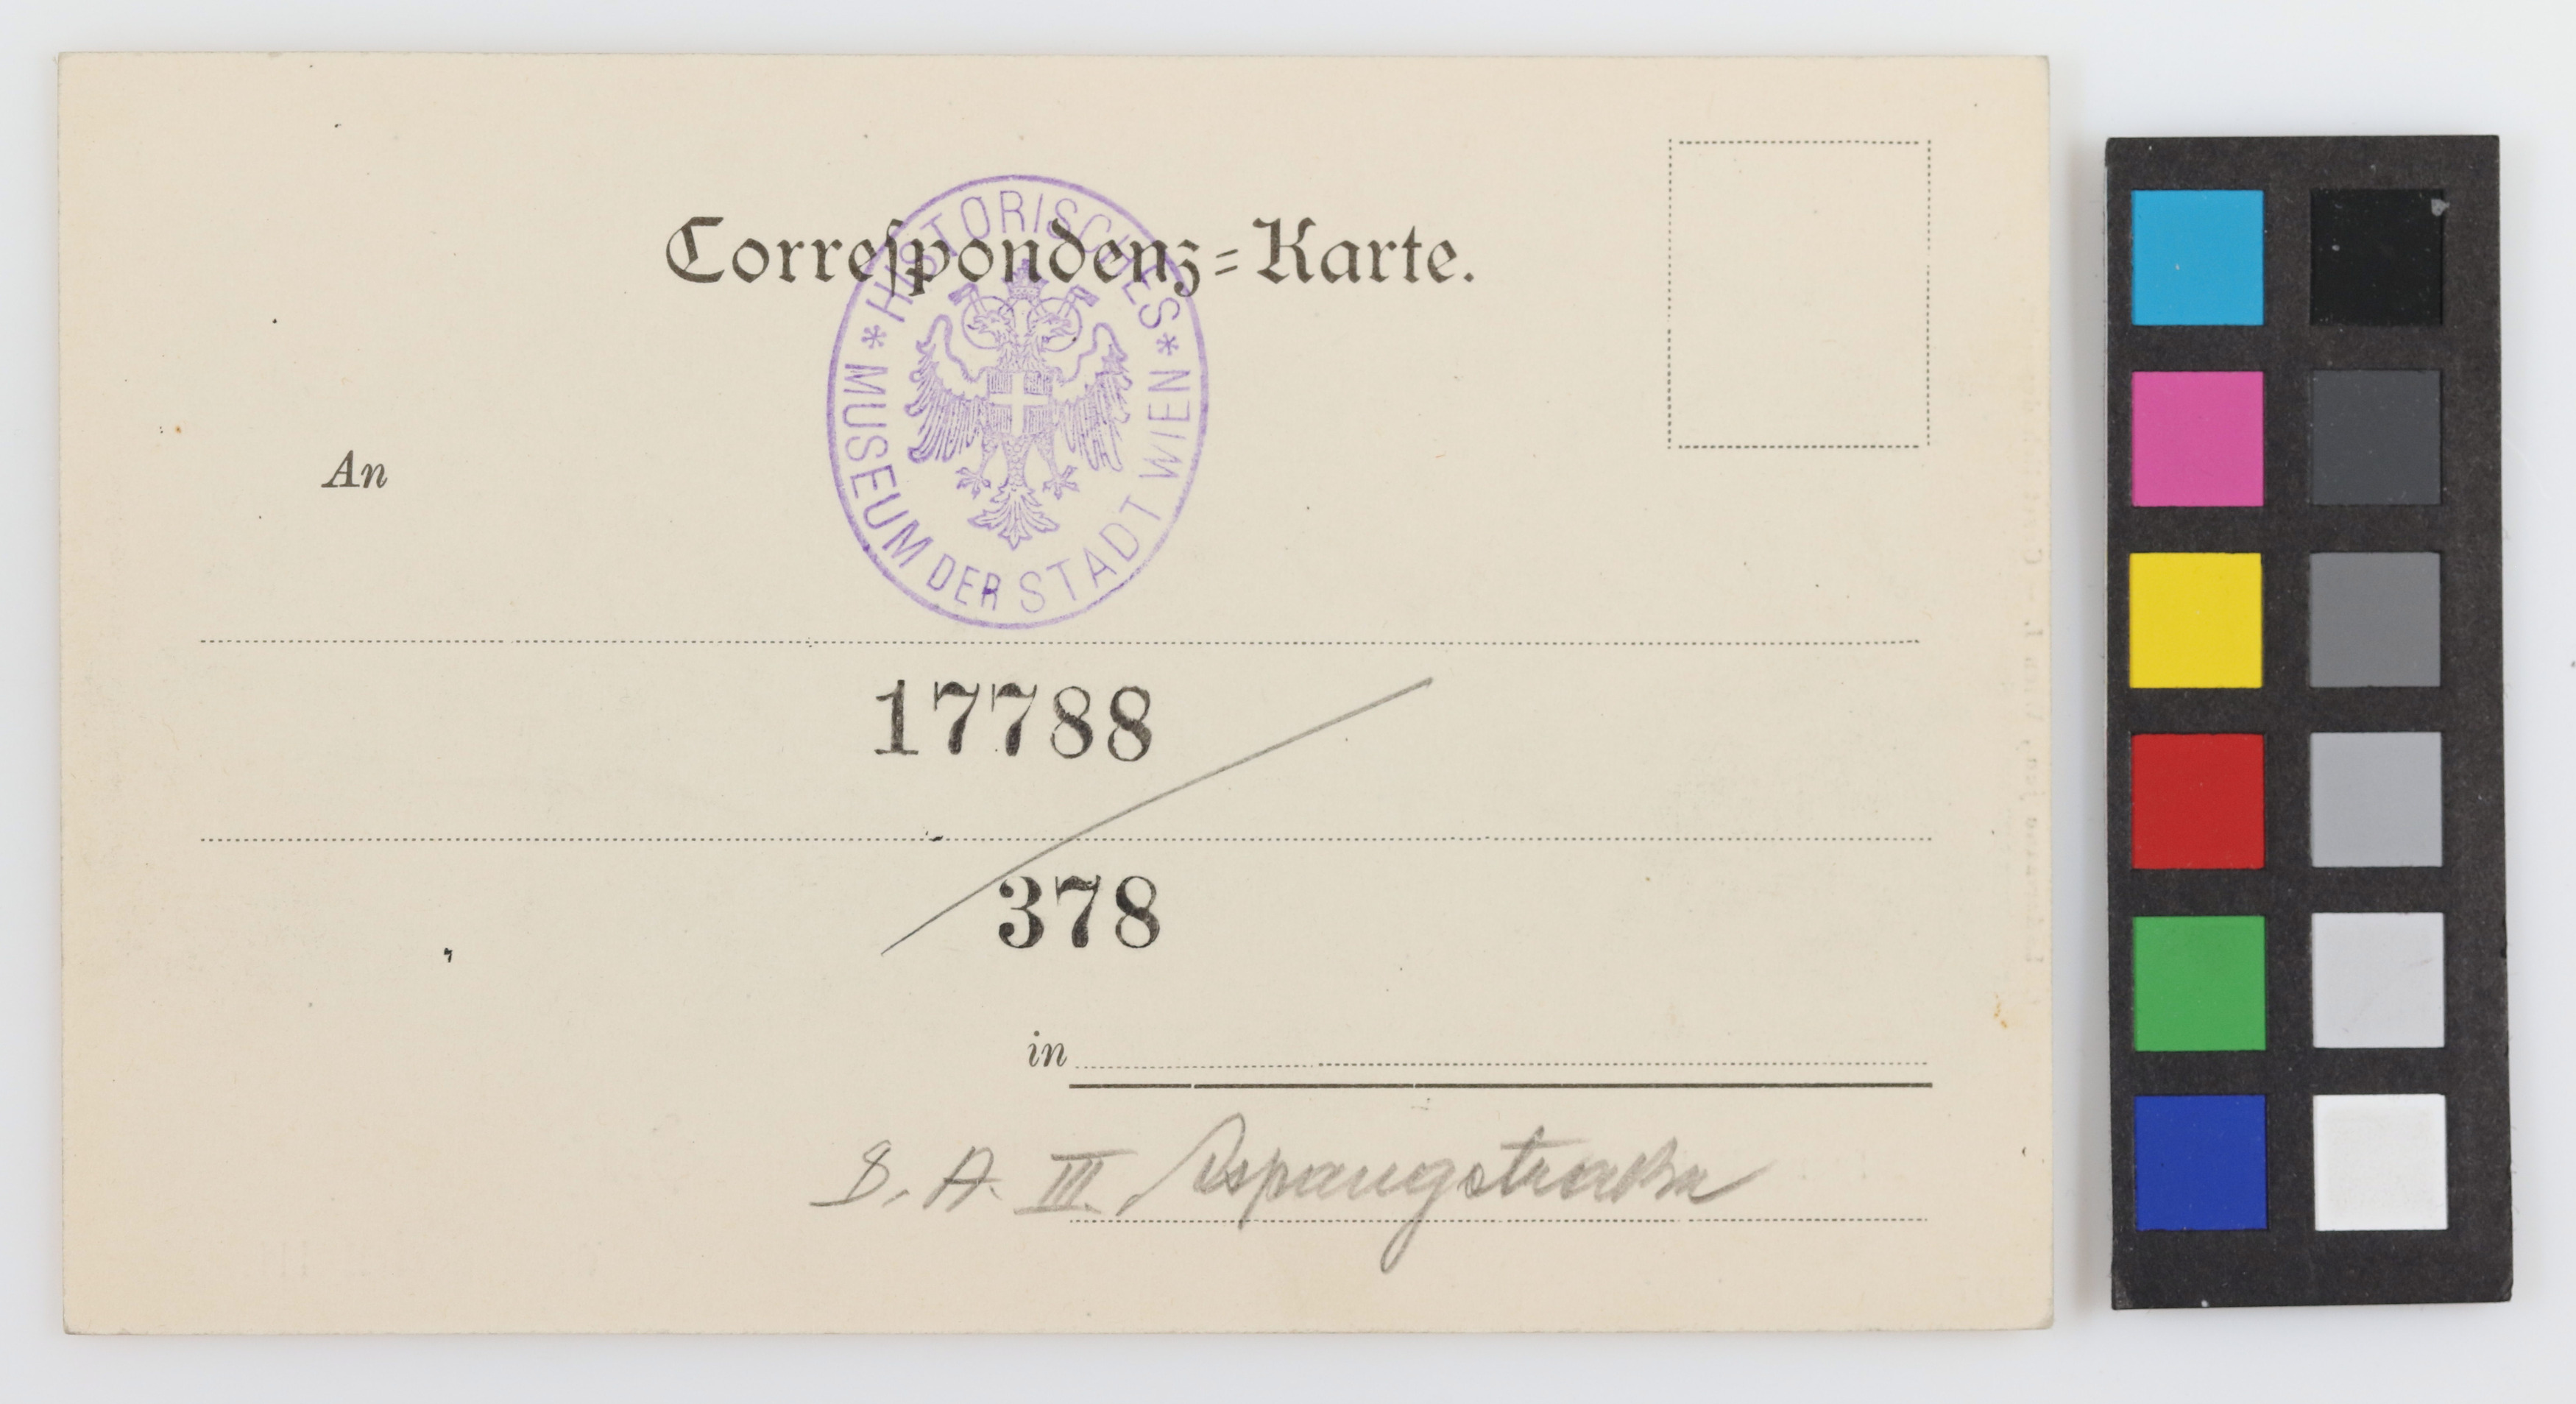 Correſpondenz=Karte.
HISTORISCHES
* MUSEUM DER STADT WIEN *
An
17788
378
in
S. A. III. Aspangstraße